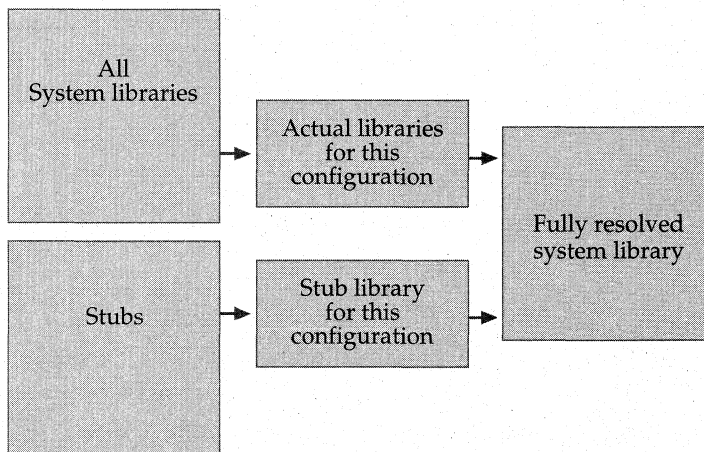 All
System libraries
Actual libraries
for this
configuration
Fully resolved
system library
Stubs
Stub library
for this
configuration